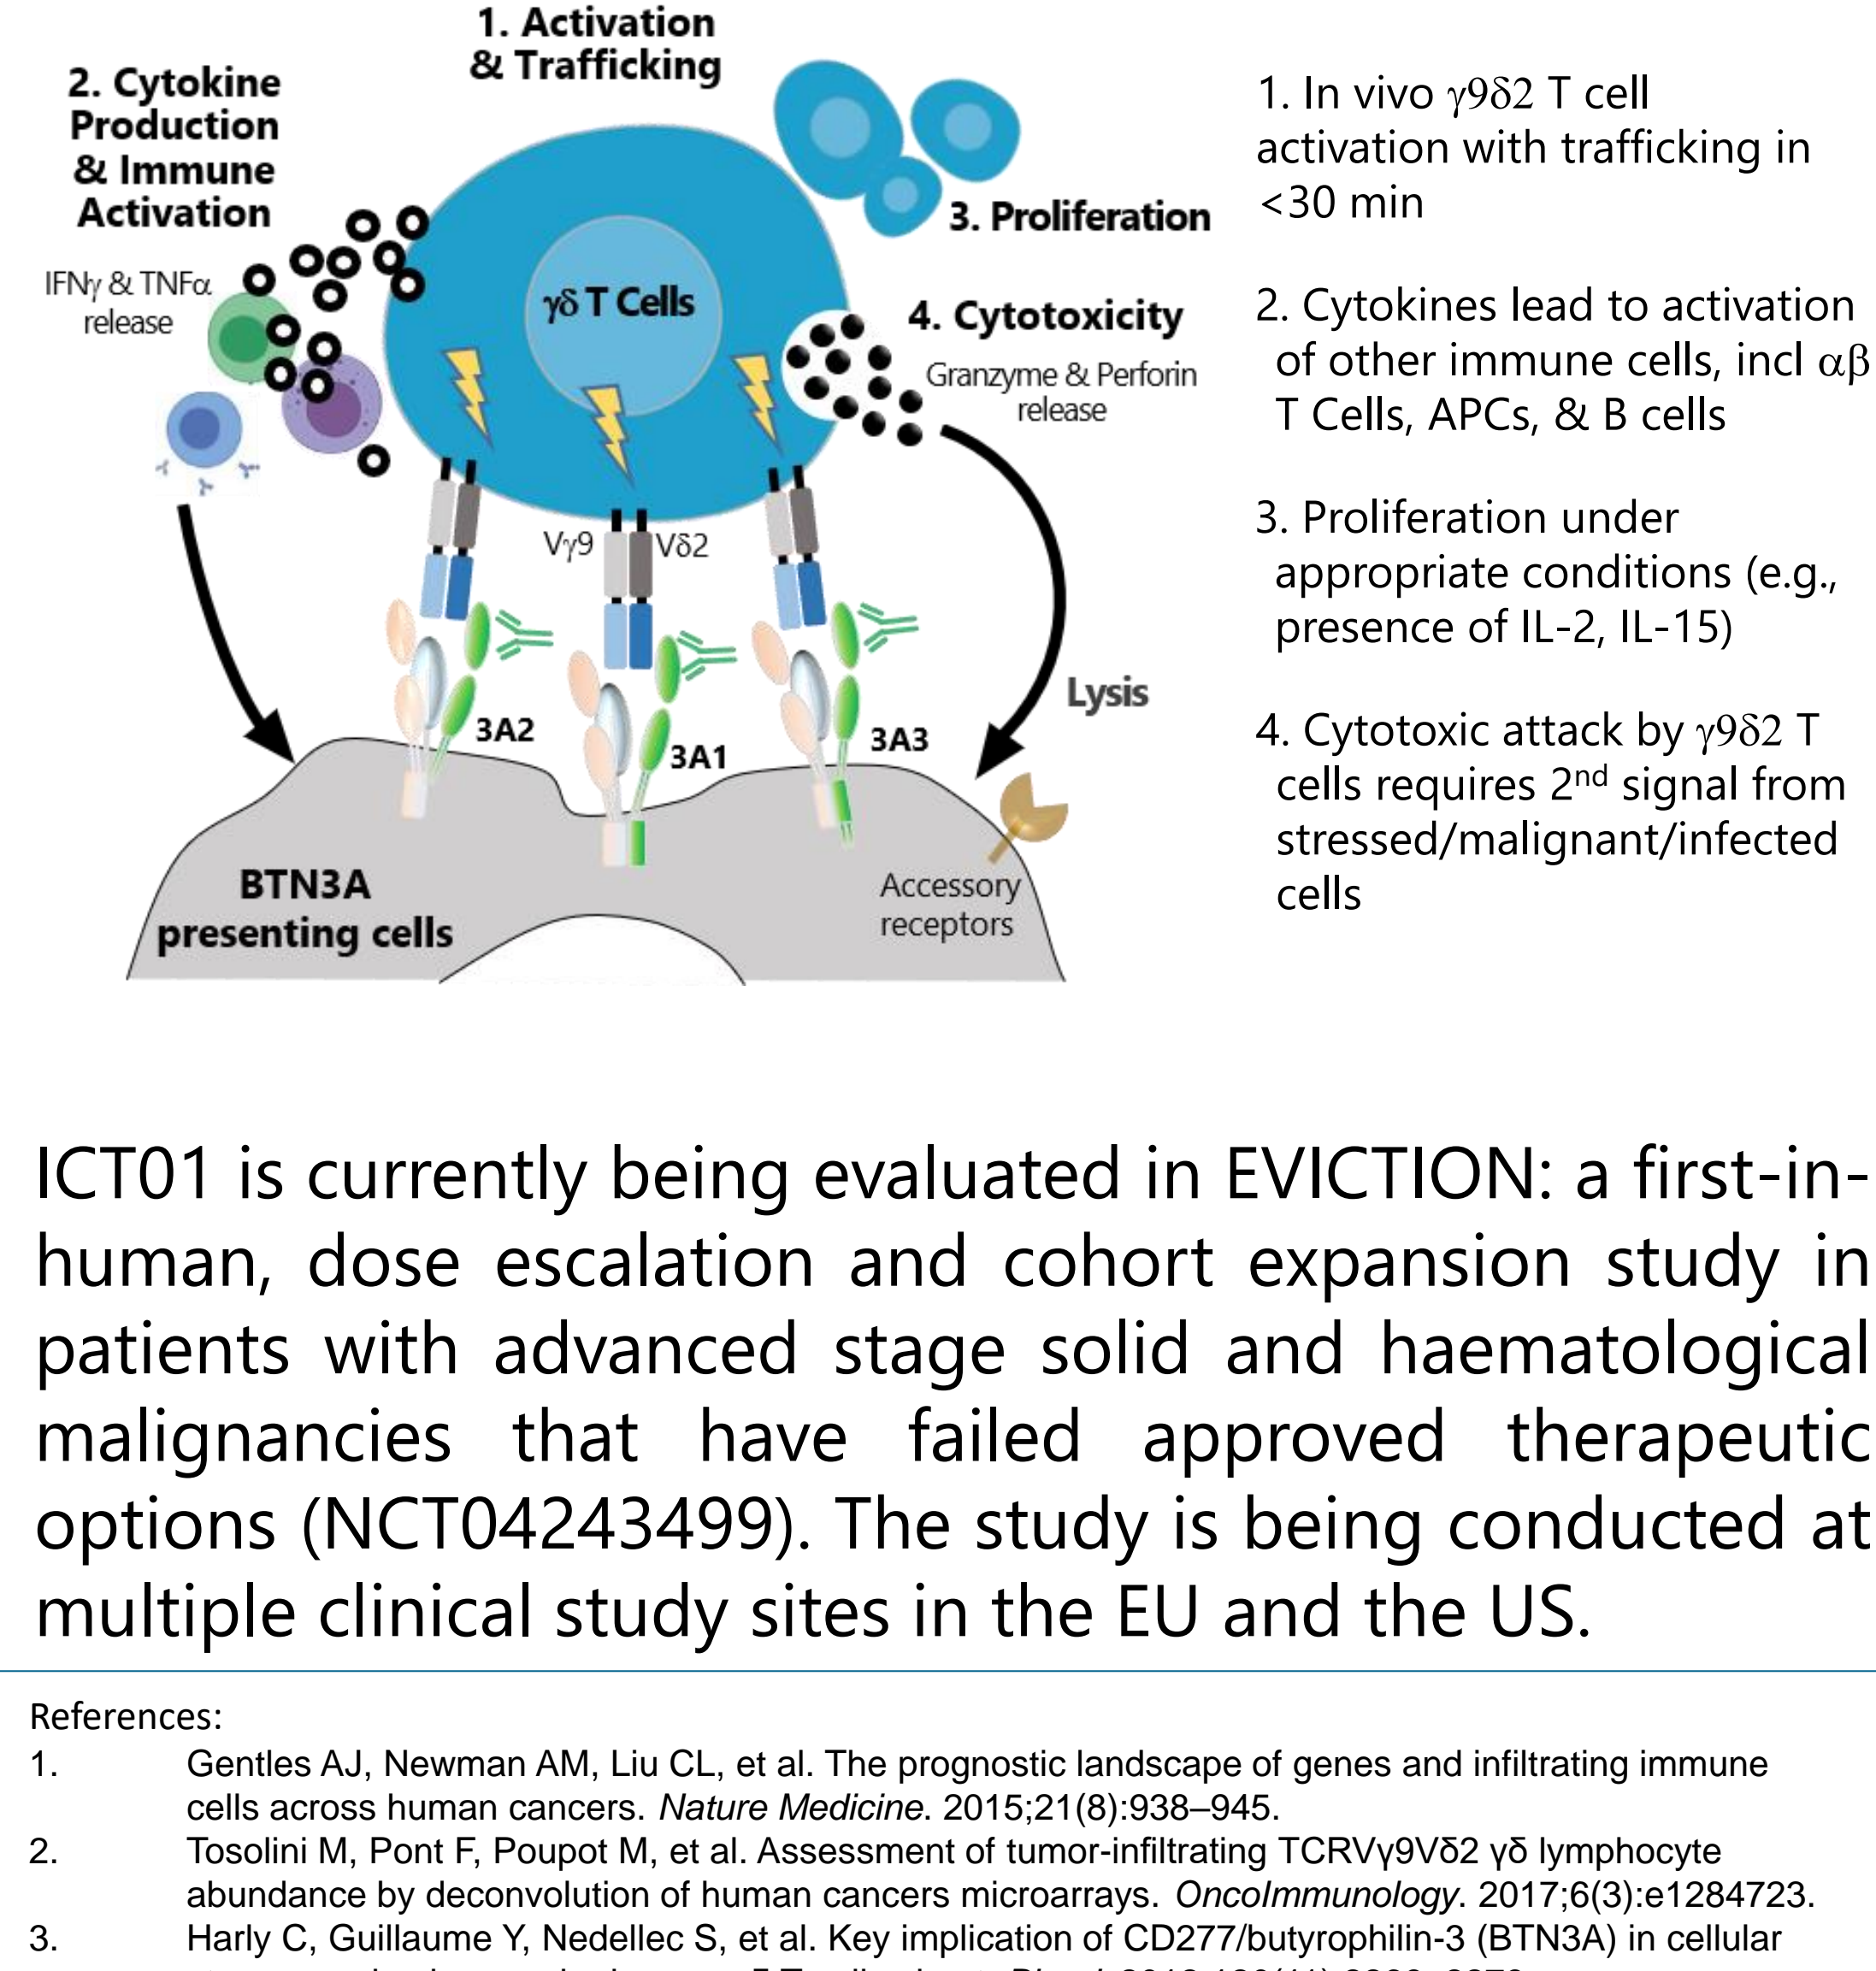 1. Activation
& Trafficking
2. Cytokine
Production
& Immune
Activation
IFNγ & TNFα
release
3. Proliferation
γδ T Cells
4. Cytotoxicity
Granzyme & Perforin
release
Vγ9
Vδ2
Lysis
3A2
3A1
3A3
BTN3A
presenting cells
Accessory
receptors
1. In vivo γ9δ2 T cell
activation with trafficking in
<30 min
2. Cytokines lead to activation
of other immune cells, incl αβ
T Cells, APCs, & B cells
3. Proliferation under
appropriate conditions (e.g.,
presence of IL-2, IL-15)
4. Cytotoxic attack by γ9δ2 T
cells requires 2nd signal from
stressed/malignant/infected
cells
ICT01 is currently being evaluated in EVICTION: a first-in-
human, dose escalation and cohort expansion study in
patients with advanced stage solid and haematological
malignancies that have failed approved therapeutic
options (NCT04243499). The study is being conducted at
multiple clinical study sites in the EU and the US.
References:
1. Gentles AJ, Newman AM, Liu CL, et al. The prognostic landscape of genes and infiltrating immune
cells across human cancers. Nature Medicine. 2015;21(8):938–945.
2. Tosolini M, Pont F, Poupot M, et al. Assessment of tumor-infiltrating TCRVγ9Vδ2 γδ lymphocyte
abundance by deconvolution of human cancers microarrays. OncoImmunology. 2017;6(3):e1284723.
3. Harly C, Guillaume Y, Nedellec S, et al. Key implication of CD277/butyrophilin-3 (BTN3A) in cellular